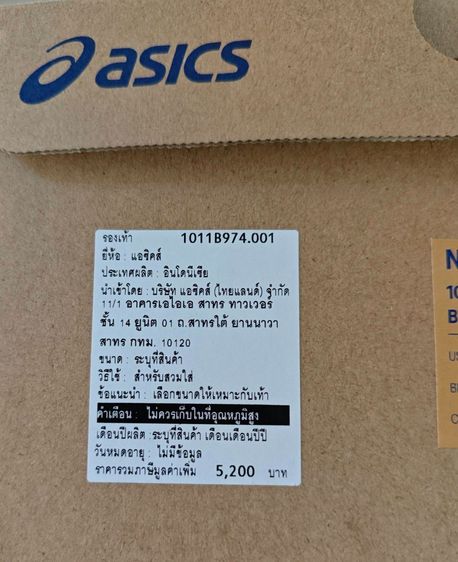 asics
รองเท้า 1011B974.001
ยี่ห้อ : แอซิคส์
ประเทศผลิต : อินโดนีเซีย
นำเข้าโดย : บริษัท แอซิคส์ (ไทยแลนด์) จำกัด
11/1 อาคารเอไอเอ สาทร ทาวเวอร์
ชั้น 14 ยูนิต 01 ถ.สาทรใต้ ยานนาวา
สาทร กทม. 10120
ขนาด : ระบุที่สินค้า
วิธีใช้ : สำหรับสวมใส่
ข้อแนะนำ : เลือกขนาดให้เหมาะกับเท้า
คำเตือน : ไม่ควรเก็บในที่อุณหภูมิสูง
เดือนปีผลิต :ระบุที่สินค้า เดือนเดือนปีปี
วันหมดอายุ : ไม่มีข้อมูล
ราคารวมภาษีมูลค่าเพิ่ม 5,200 บาท
N
10
B
US